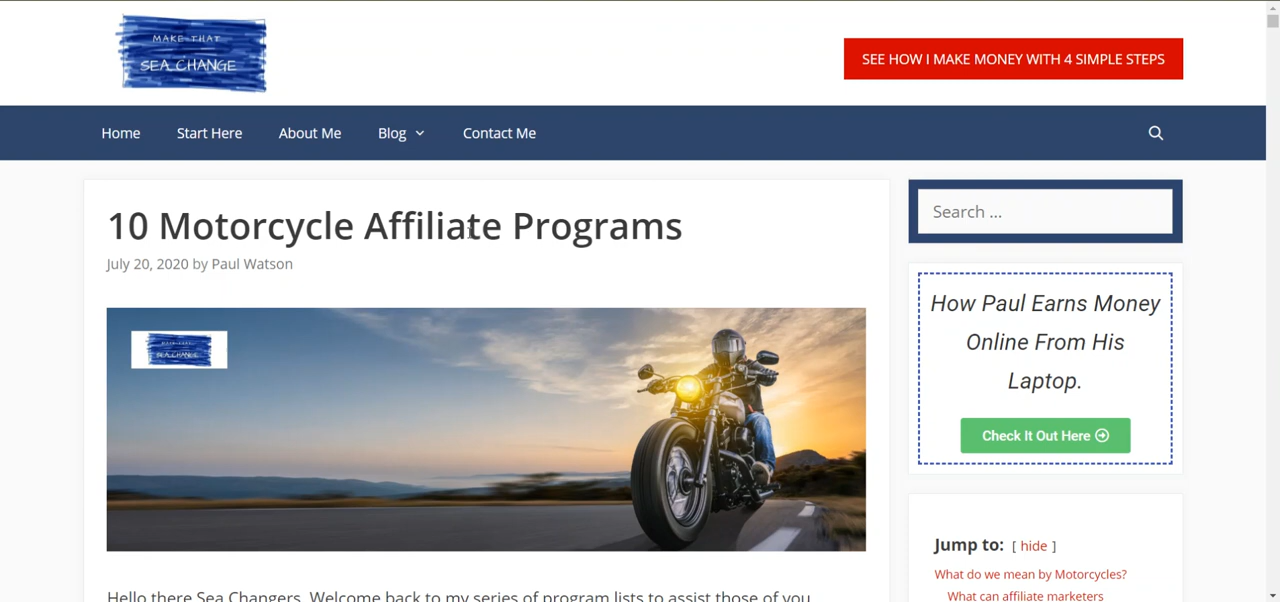 MAKE THAT
SEA CHANGE
SEE HOW I MAKE MONEY WITH 4 SIMPLE STEPS
Home Start Here About Me Blog Contact Me
10 Motorcycle Affiliate Programs
July 20, 2020 by Paul Watson
SEA CHANGE
Hello there Sea Changers. Welcome back to my series of program lists to assist those of you
Search ...
How Paul Earns Money
Online From His
Laptop.
Check It Out Here
Jump to: [ hide ]
What do we mean by Motorcycles?
What can affiliate marketers